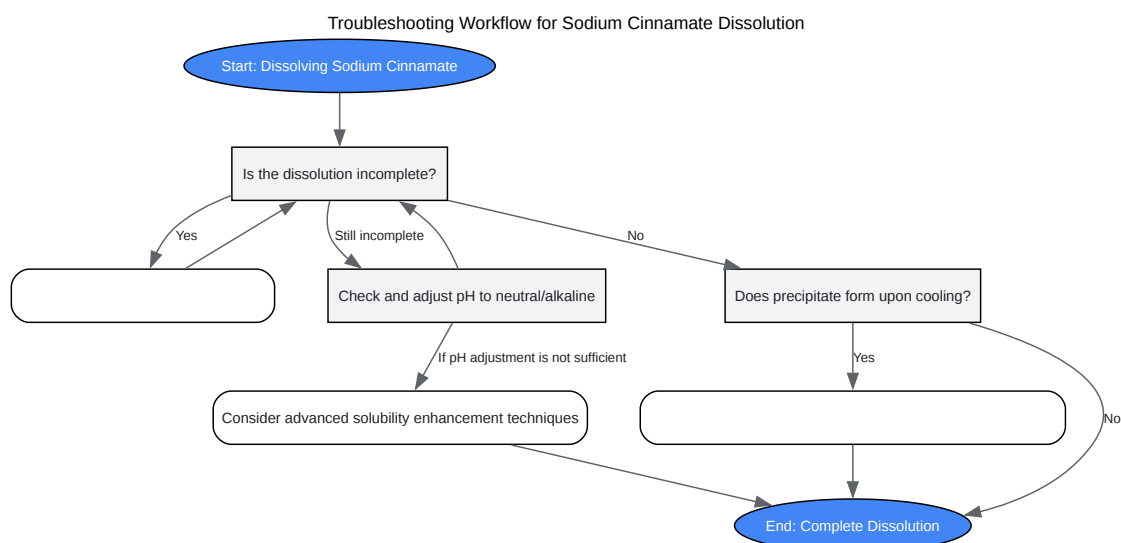 Troubleshooting Workflow for Sodium Cinnamate Dissolution
Start: Dissolving Sodium Cinnamate
Is the dissolution incomplete?
Yes
Still incomplete
No
Check and adjust pH to neutral/alkaline
Does precipitate form upon cooling?
If pH adjustment is not sufficient
Yes
Consider advanced solubility enhancement techniques
No
End: Complete Dissolution